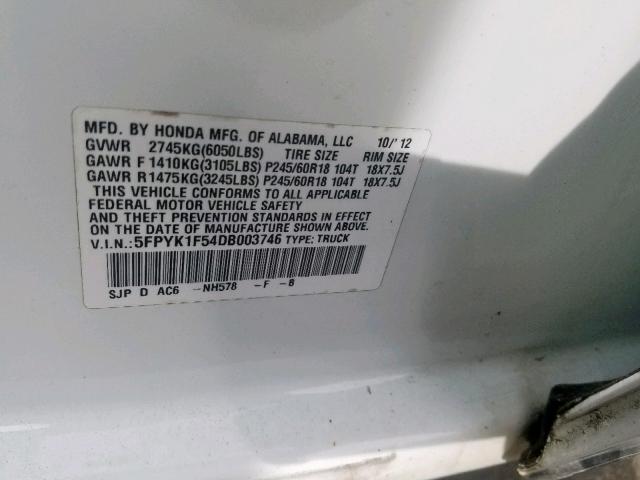 MFD. BY HONDA MFG. OF ALABAMA, LLC 10/'12
GVWR 2745KG(6050LBS) TIRE SIZE RIM SIZE
GAWR F 1410KG(3105LBS) P245/60R18 104T 18X7.5J
GAWR R1475KG(3245LBS) P245/60R18 104T 18X7.5J
THIS VEHICLE CONFORMS TO ALL APPLICABLE
FEDERAL MOTOR VEHICLE SAFETY
AND THEFT PREVENTION STANDARDS IN EFFECT
ON THE DATE OF MANUFACTURE SHOWN ABOVE.
V.I.N.:5FPYK1F54DB003746 TYPE: TRUCK
SJP D AC6 -NH578 -F -B